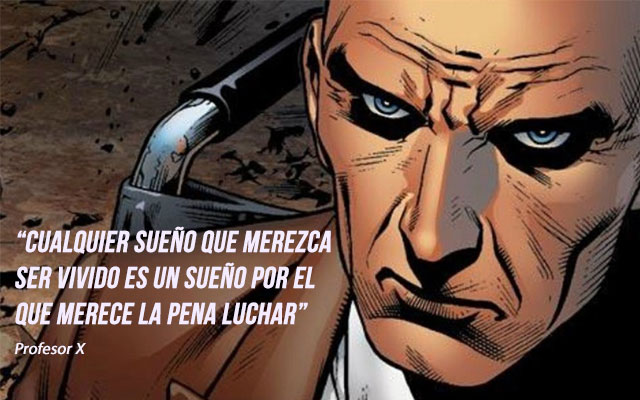 “CUALQUIER SUEÑO QUE MEREZCA
SER VIVIDO ES UN SUEÑO POR EL
QUE MERECE LA PENA LUCHAR”
Profesor X